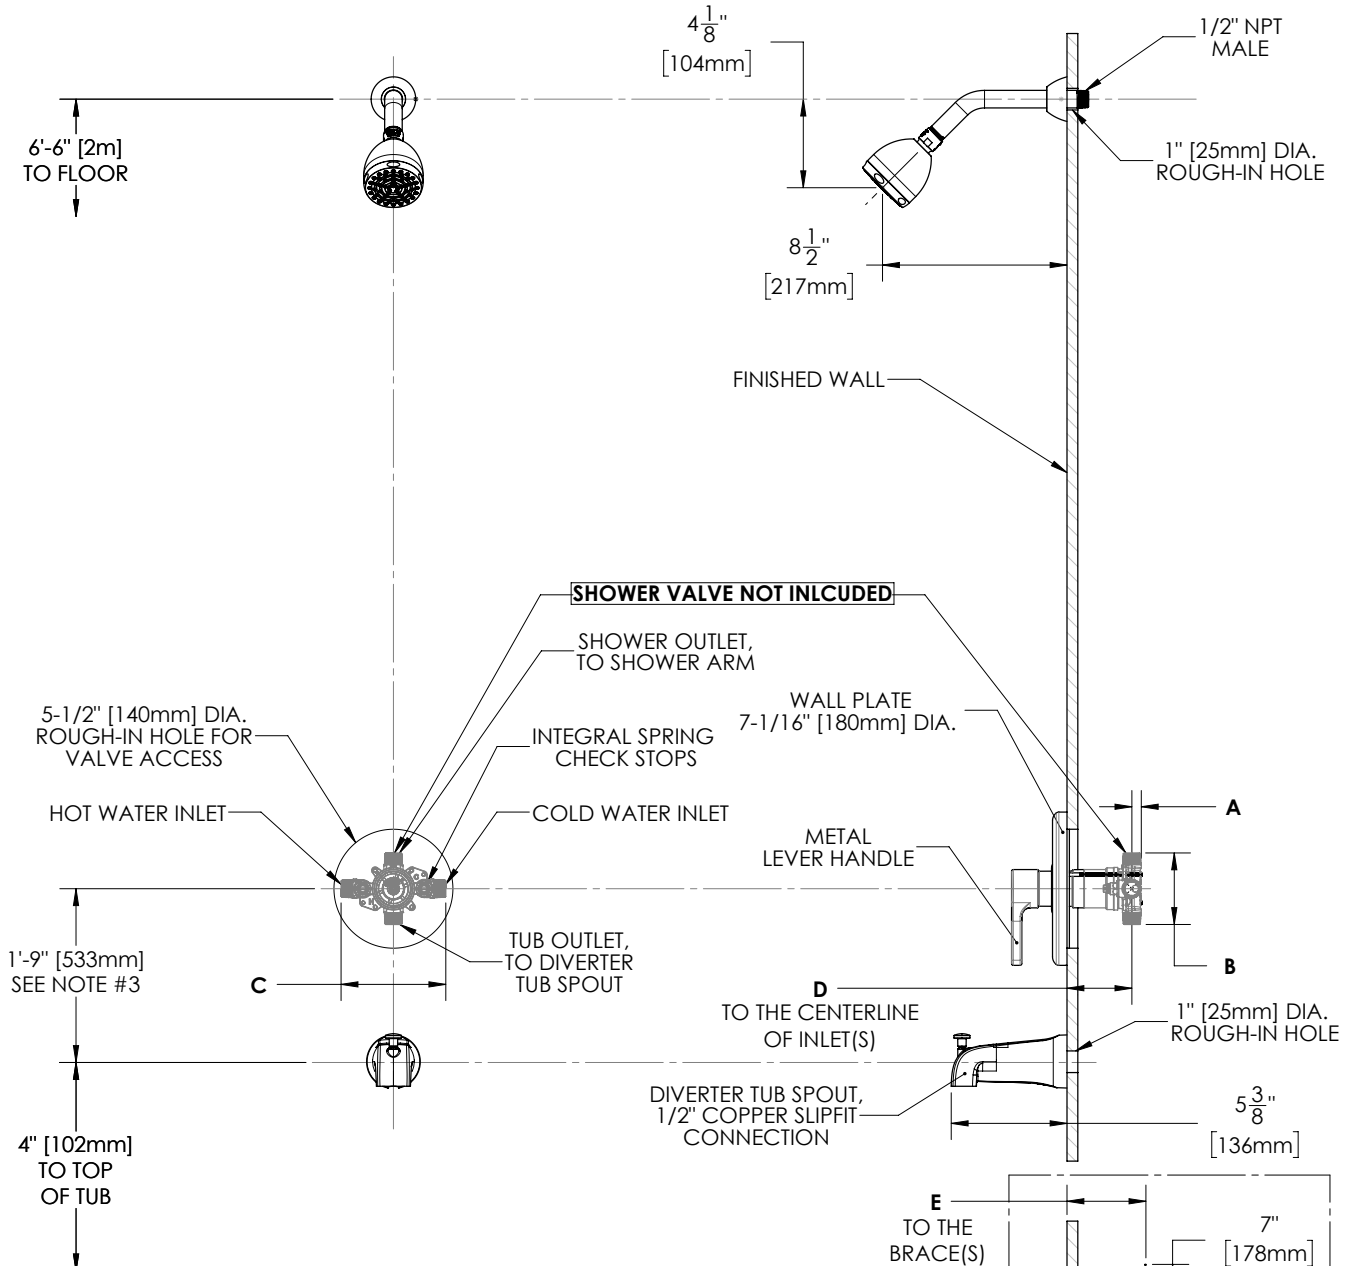 4 1/8"
[104mm]
1/2" NPT
MALE
6'-6" [2m]
TO FLOOR
1" [25mm] DIA.
ROUGH-IN HOLE
8 1/2"
[217mm]
FINISHED WALL
SHOWER VALVE NOT INLCUDED
SHOWER OUTLET,
TO SHOWER ARM
WALL PLATE
7-1/16" [180mm] DIA.
5-1/2" [140mm] DIA.
ROUGH-IN HOLE FOR
VALVE ACCESS
INTEGRAL SPRING
CHECK STOPS
HOT WATER INLET
COLD WATER INLET
METAL
LEVER HANDLE
A
1'-9" [533mm]
SEE NOTE #3
TUB OUTLET,
TO DIVERTER
TUB SPOUT
C
B
D
TO THE CENTERLINE
OF INLET(S)
1" [25mm] DIA.
ROUGH-IN HOLE
DIVERTER TUB SPOUT,
1/2" COPPER SLIPFIT
CONNECTION
5 3/8"
[136mm]
4" [102mm]
TO TOP
OF TUB
E
TO THE
BRACE(S)
7"
[178mm]